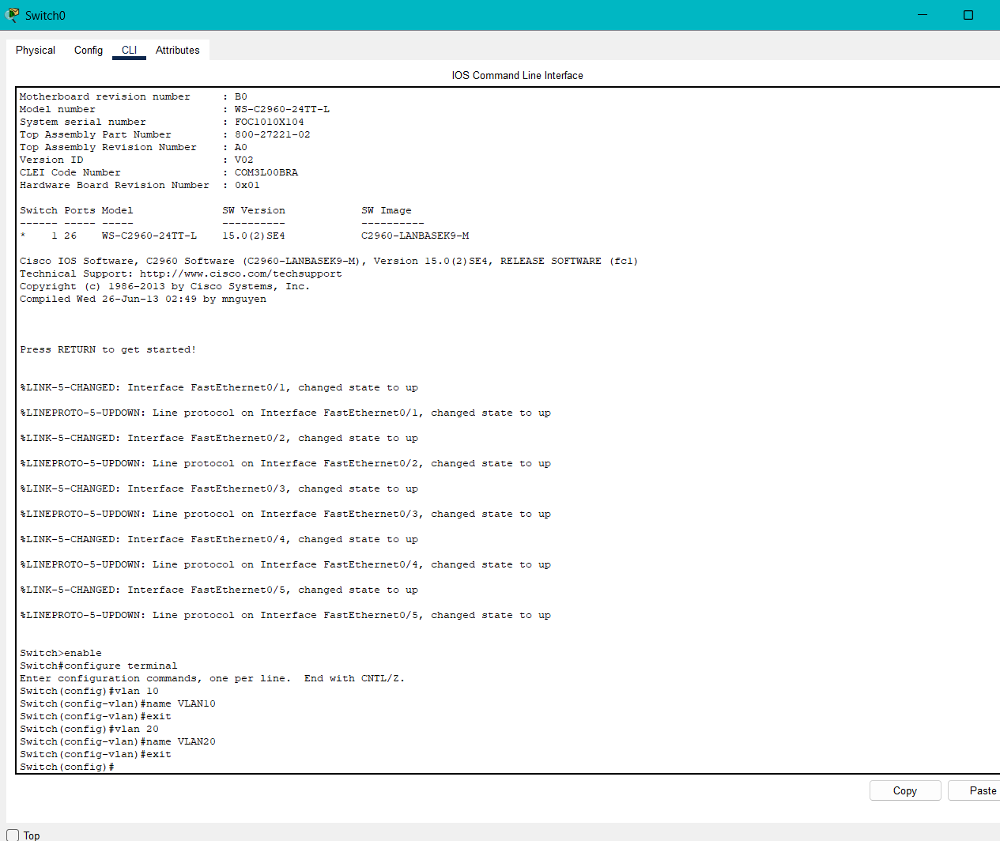 Switch0
Physical Config CLI Attributes
IOS Command Line Interface
Motherboard revision number     : B0
Model number                    : WS-C2960-24TT-L
System serial number            : FOC1010X104
Top Assembly Part Number        : 800-27221-02
Top Assembly Revision Number    : A0
Version ID                      : V02
CLEI Code Number                : COM3L00BRA
Hardware Board Revision Number  : 0x01
Switch Ports Model              SW Version            SW Image
------ ----- -----              ----------            ----------
*    1 26    WS-C2960-24TT-L    15.0(2)SE4            C2960-LANBASEK9-M
Cisco IOS Software, C2960 Software (C2960-LANBASEK9-M), Version 15.0(2)SE4, RELEASE SOFTWARE (fc1)
Technical Support: http://www.cisco.com/techsupport
Copyright (c) 1986-2013 by Cisco Systems, Inc.
Compiled Wed 26-Jun-13 02:49 by mnguyen
Press RETURN to get started!
%LINK-5-CHANGED: Interface FastEthernet0/1, changed state to up
%LINEPROTO-5-UPDOWN: Line protocol on Interface FastEthernet0/1, changed state to up
%LINK-5-CHANGED: Interface FastEthernet0/2, changed state to up
%LINEPROTO-5-UPDOWN: Line protocol on Interface FastEthernet0/2, changed state to up
%LINK-5-CHANGED: Interface FastEthernet0/3, changed state to up
%LINEPROTO-5-UPDOWN: Line protocol on Interface FastEthernet0/3, changed state to up
%LINK-5-CHANGED: Interface FastEthernet0/4, changed state to up
%LINEPROTO-5-UPDOWN: Line protocol on Interface FastEthernet0/4, changed state to up
%LINK-5-CHANGED: Interface FastEthernet0/5, changed state to up
%LINEPROTO-5-UPDOWN: Line protocol on Interface FastEthernet0/5, changed state to up
Switch>enable
Switch#configure terminal
Enter configuration commands, one per line.  End with CNTL/Z.
Switch(config)#vlan 10
Switch(config-vlan)#name VLAN10
Switch(config-vlan)#exit
Switch(config)#vlan 20
Switch(config-vlan)#name VLAN20
Switch(config-vlan)#exit
Switch(config)#
Copy Paste
Top